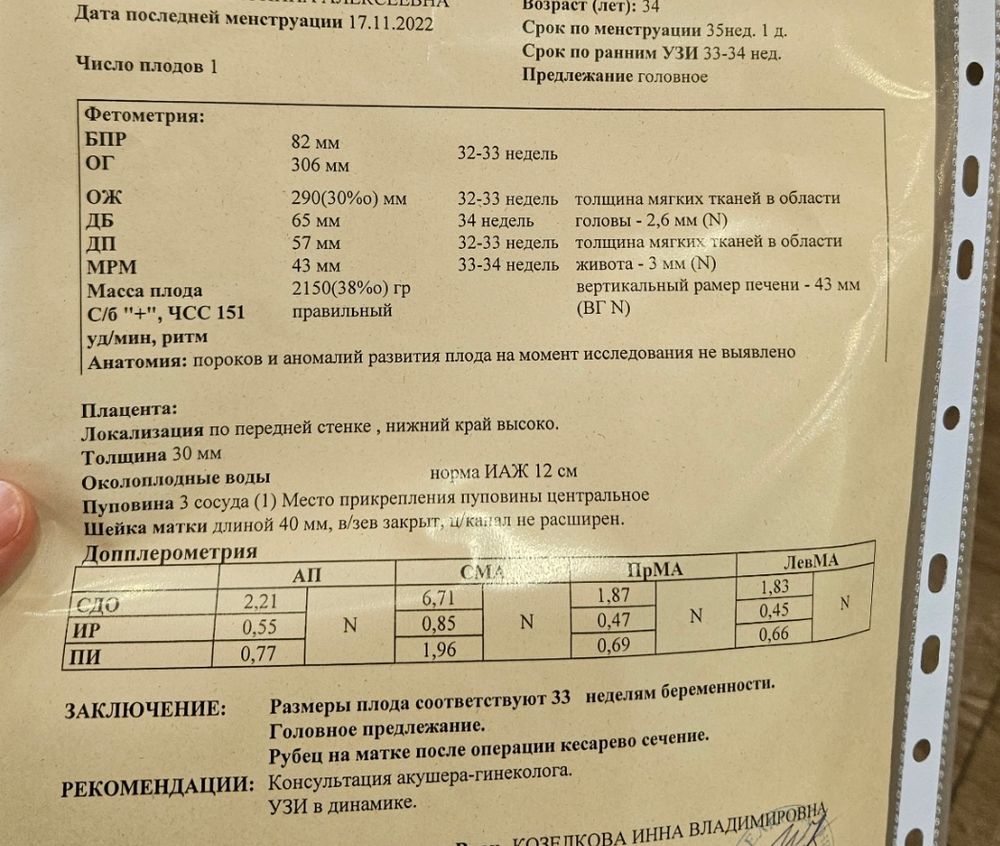 АЛЕКСЕЕВНА
Дата последней менструации 17.11.2022
Число плодов 1
Возраст (лет): 34
Срок по менструации 35нед. 1 д.
Срок по ранним УЗИ 33-34 нед.
Предлежание головное
Фетометрия:
БПР 82 мм
ОГ 306 мм 32-33 недель
ОЖ 290(30%о) мм 32-33 недель толщина мягких тканей в области
ДБ 65 мм 34 недель головы - 2,6 мм (N)
ДП 57 мм 32-33 недель толщина мягких тканей в области
МРМ 43 мм 33-34 недель живота - 3 мм (N)
Масса плода 2150(38%о) гр вертикальный рамер печени - 43 мм
С/б "+", ЧСС 151 правильный (ВГ N)
уд/мин, ритм
Анатомия: пороков и аномалий развития плода на момент исследования не выявлено
Плацента:
Локализация по передней стенке , нижний край высоко.
Толщина 30 мм
Околоплодные воды норма ИАЖ 12 см
Пуповина 3 сосуда (1) Место прикрепления пуповины центральное
Шейка матки длиной 40 мм, в/зев закрыт, ц/канал не расширен.
Допплерометрия
АП СМА ПрМА ЛевМА
СДО 2,21 N 6,71 N 1,87 N 1,83 N
ИР 0,55 0,85 0,47 0,45
ПИ 0,77 1,96 0,69 0,66
ЗАКЛЮЧЕНИЕ: Размеры плода соответствуют 33 неделям беременности.
Головное предлежание.
Рубец на матке после операции кесарево сечение.
РЕКОМЕНДАЦИИ: Консультация акушера-гинеколога.
УЗИ в динамике.
КОЗЕЛКОВА ИННА ВЛАДИМИРОВНА